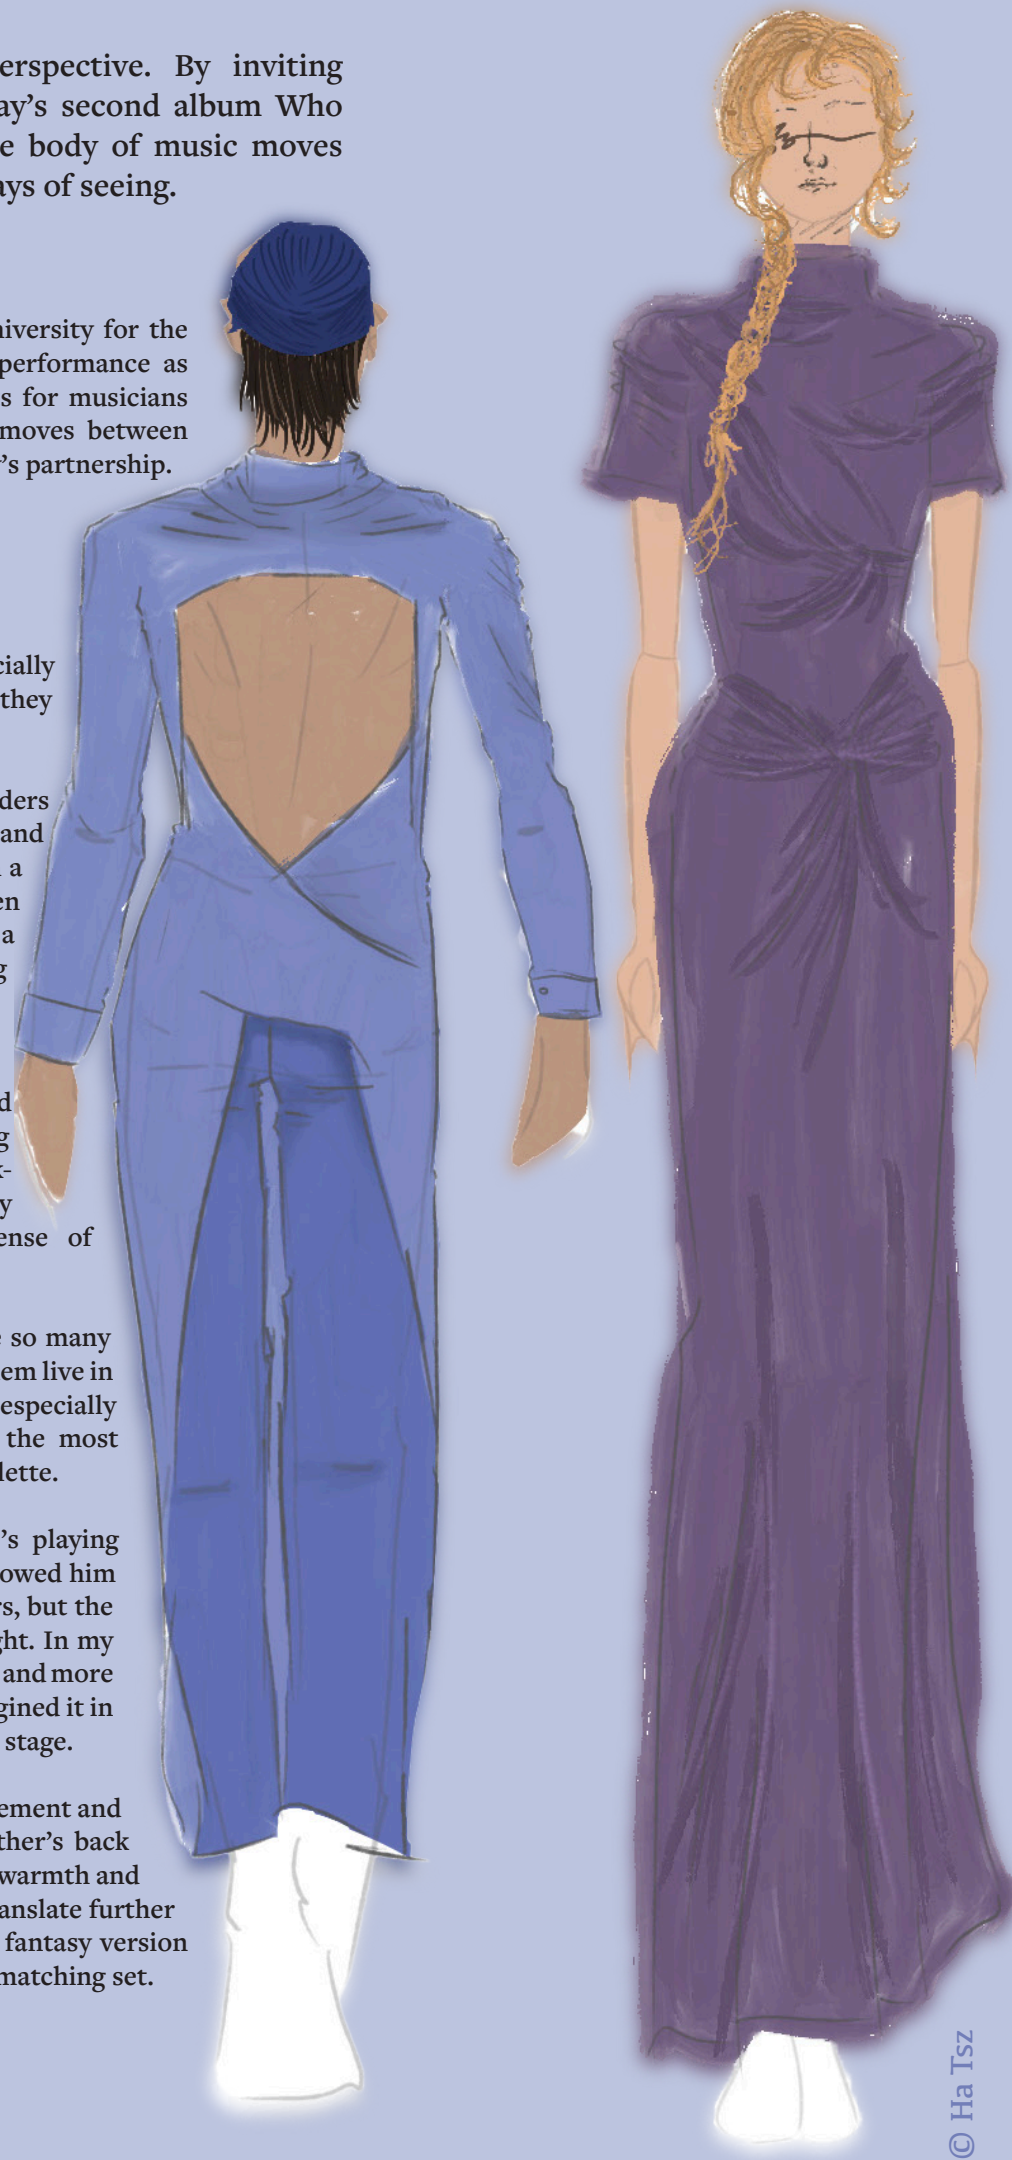 erspective. By inviting
ay’s second album Who
e body of music moves
ays of seeing.
niversity for the
performance as
s for musicians
moves between
’s partnership.
cially
they
ders
and
a
en
a
g
d
g
k-
y
ense of
e so many
em live in
especially
the most
lette.
’s playing
owed him
rs, but the
ght. In my
and more
gined it in
stage.
ement and
ther’s back
warmth and
anslate further
fantasy version
matching set.
© Ha Tsz